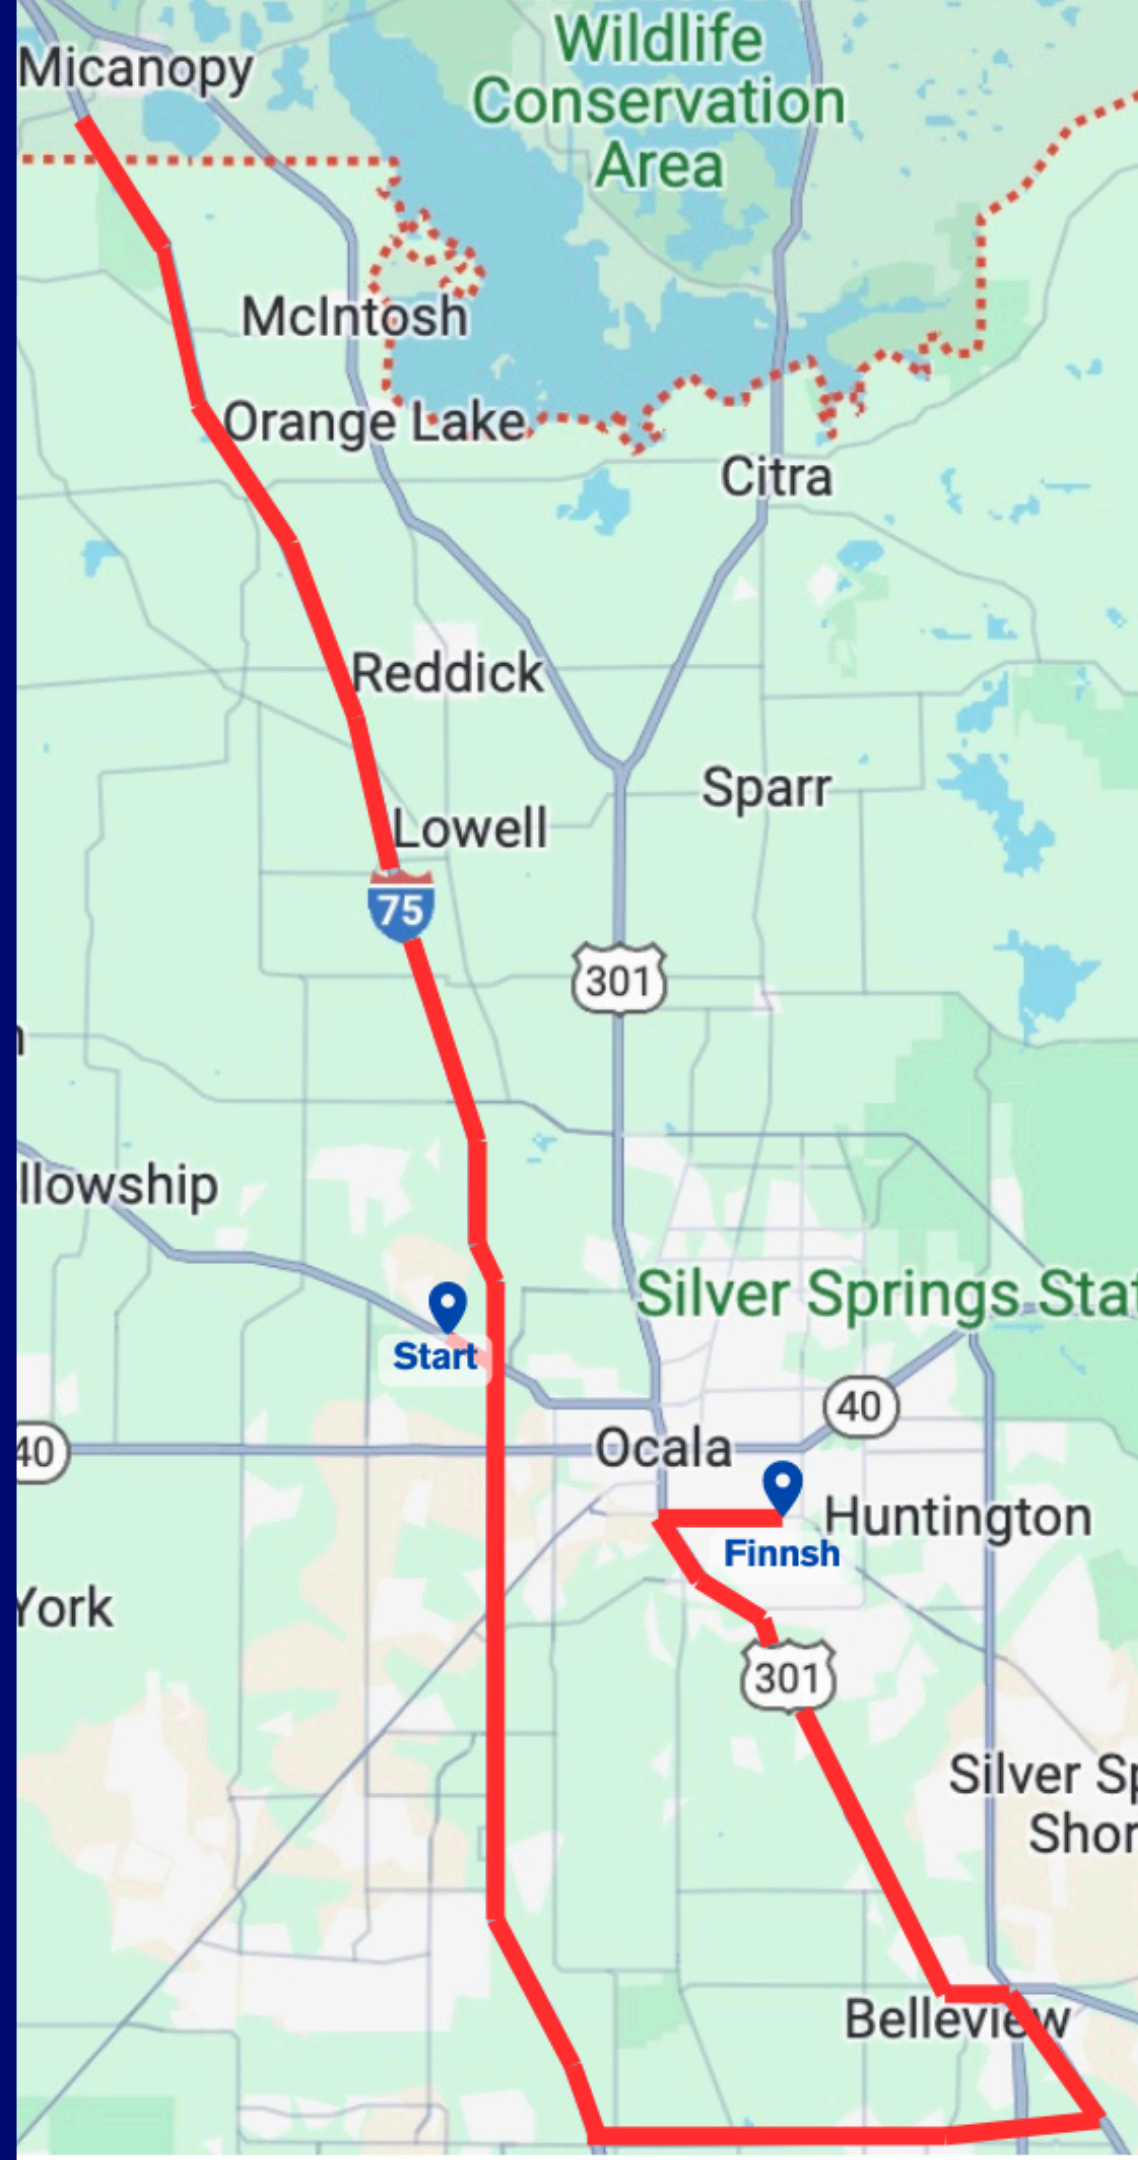 Wildlife
Conservation
Area
Micanopy
McIntosh
Orange Lake
Citra
Reddick
Sparr
Lowell
75
301
llowship
Silver Springs Stat
Start
40
40
Ocala
Huntington
Finnsh
York
301
Silver Sp
Shor
Belleview